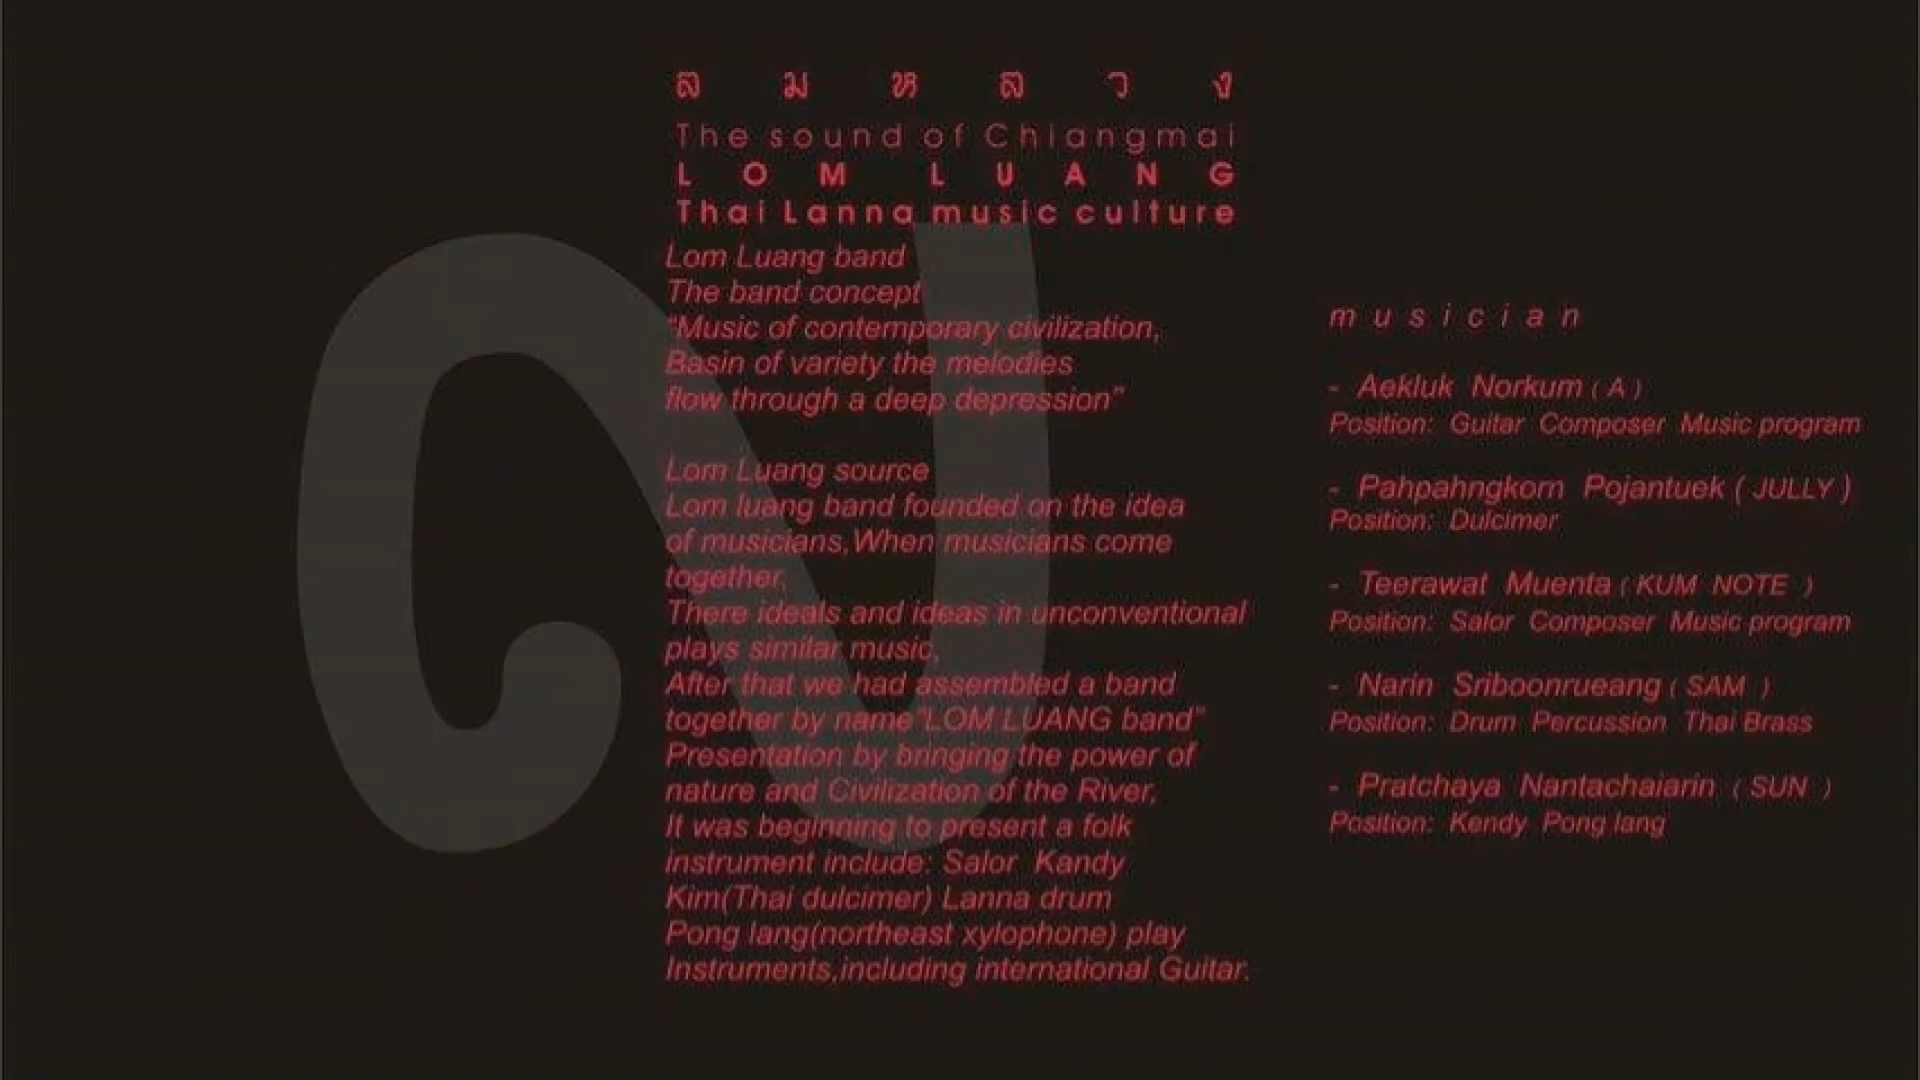 ล ม ห ล ว ง
The sound of Chiangmai
LOM LUANG
Thai Lanna music culture
Lom Luang band
The band concept
"Music of contemporary civilization,
Basin of variety the melodies
flow through a deep depression"
Lom Luang source
Lom luang band founded on the idea
of musicians,When musicians come
together,
There ideals and ideas in unconventional
plays similar music,
After that we had assembled a band
together by name"LOM LUANG band"
Presentation by bringing the power of
nature and Civilization of the River,
It was beginning to present a folk
instrument include: Salor Kandy
Kim(Thai dulcimer) Lanna drum
Pong lang(northeast xylophone) play
Instruments,including international Guitar.
musician
- Aekluk Norkum ( A )
Position: Guitar Composer Music program
- Pahpahngkorn Pojantuek ( JULLY )
Position: Dulcimer
- Teerawat Muenta ( KUM NOTE )
Position: Salor Composer Music program
- Narin Sriboonrueang ( SAM )
Position: Drum Percussion Thai Brass
- Pratchaya Nantachaiarin ( SUN )
Position: Kendy Pong lang